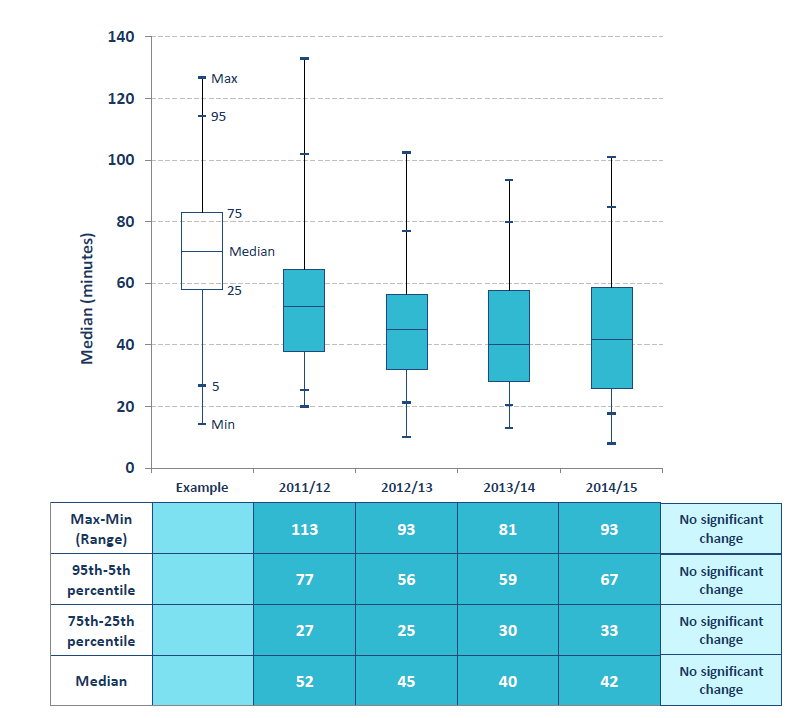 140
120
100
80
60
40
20
0
Median (minutes)
Max
95
75
Median
25
5
Min
Example 2011/12 2012/13 2013/14 2014/15
Max-Min
(Range)
113 93 81 93
No significant
change
95th-5th
percentile
77 56 59 67
No significant
change
75th-25th
percentile
27 25 30 33
No significant
change
Median
52 45 40 42
No significant
change